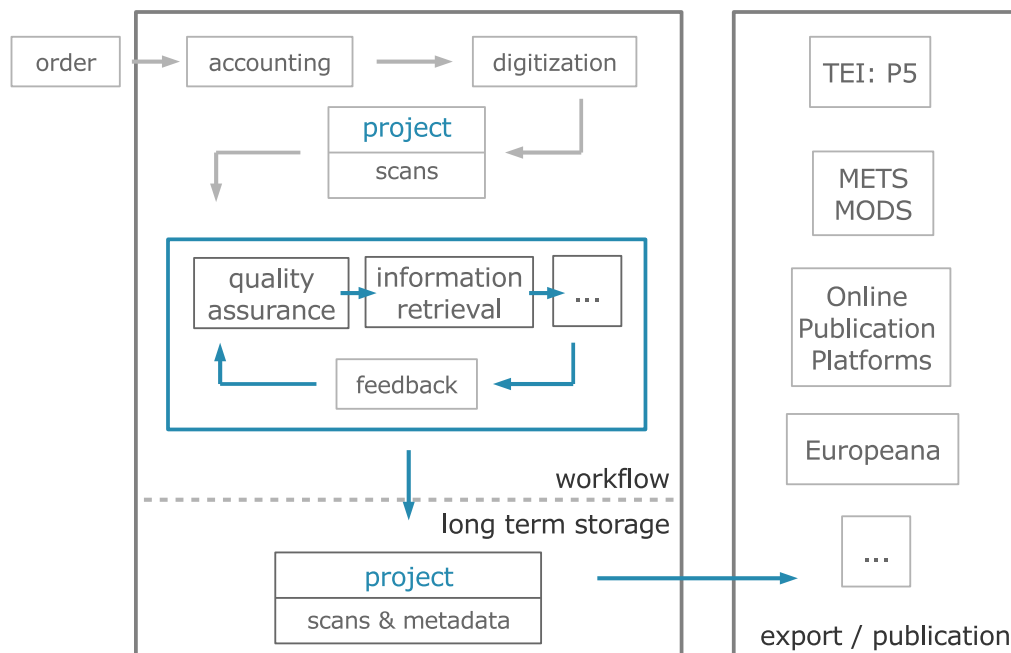 order
accounting
digitization
project
scans
quality
assurance
information
retrieval
...
feedback
workflow
long term storage
project
scans & metadata
TEI: P5
METS
MODS
Online
Publication
Platforms
Europeana
...
export / publication